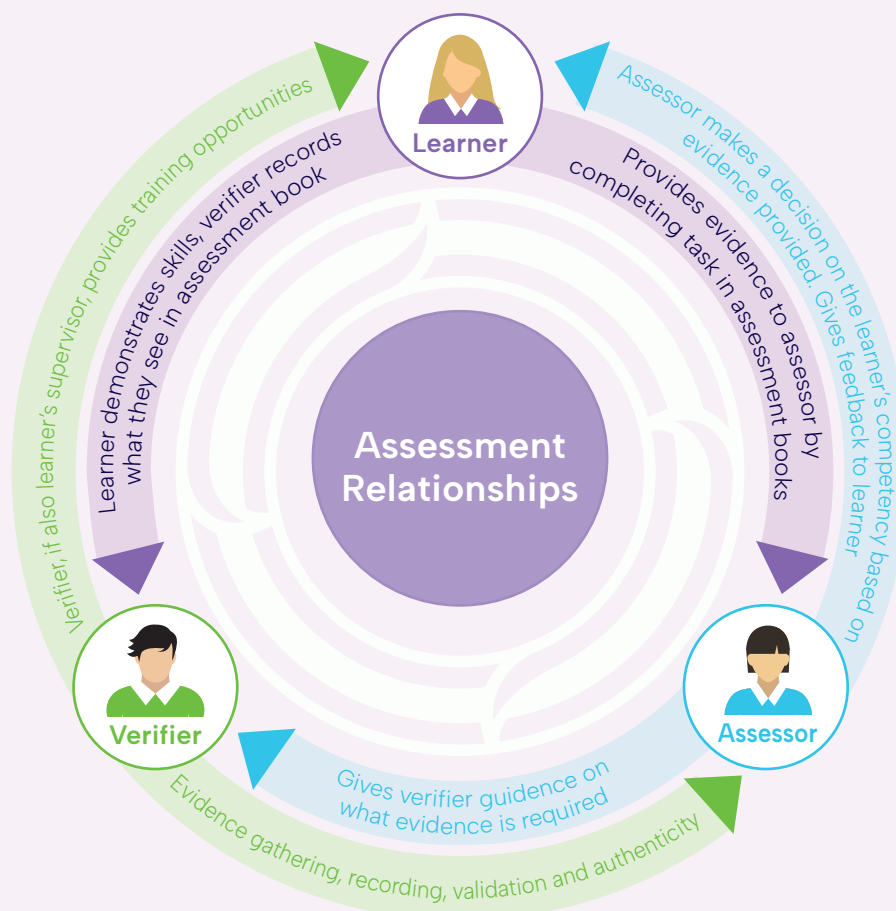 Learner
Verifier, if also learner's supervisor, provides training opportunities
Learner demonstrates skills, verifier records
what they see in assessment book
Provides evidence to assessor by
completing task in assessment books
Assessor makes a decision on the learner's competency based on
evidence provided. Gives feedback to learner
Assessment
Relationships
Verifier
Assessor
Gives verifier guidance on
what evidence is required
Evidence gathering, recording, validation and authenticity